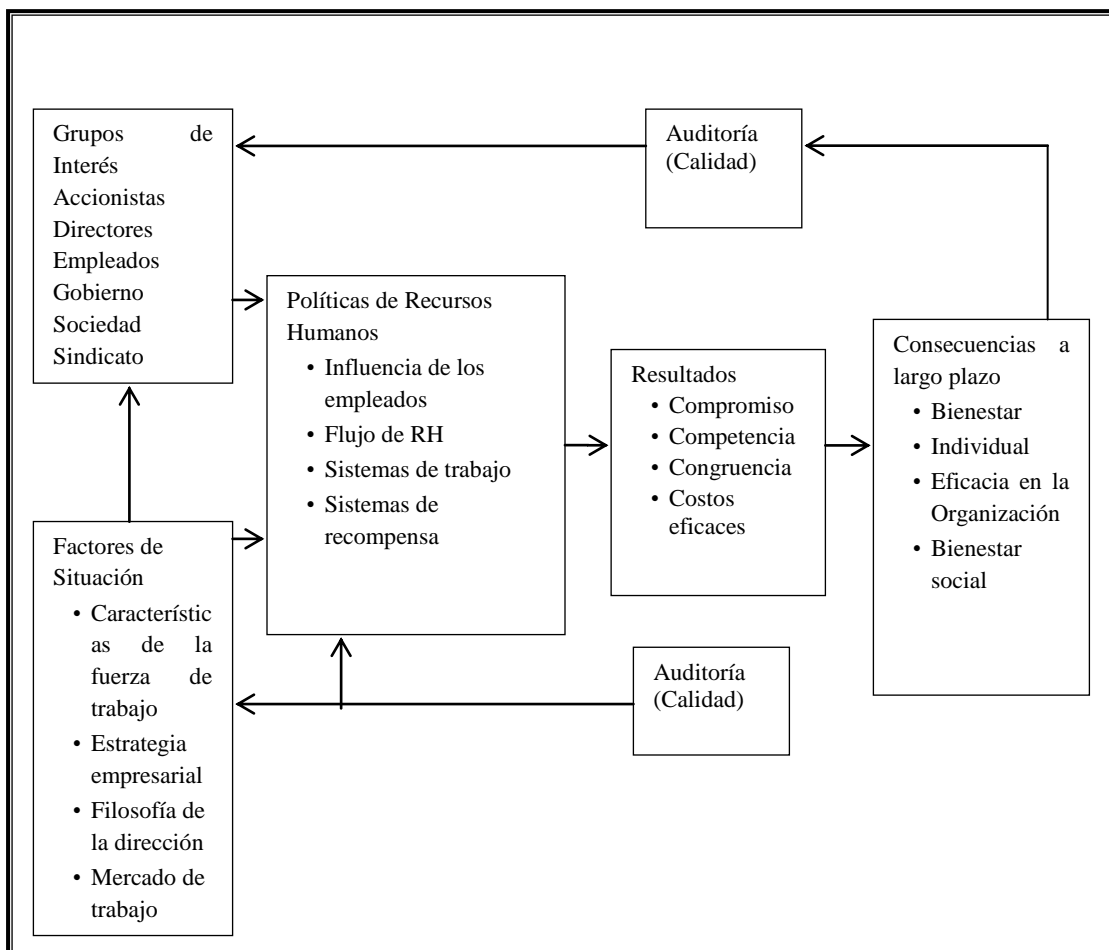 Grupos de
Interés
Accionistas
Directores
Empleados
Gobierno
Sociedad
Sindicato
Auditoría
(Calidad)
Políticas de Recursos
Humanos
• Influencia de los
empleados
• Flujo de RH
• Sistemas de trabajo
• Sistemas de
recompensa
Resultados
• Compromiso
• Competencia
• Congruencia
• Costos
eficaces
Consecuencias a
largo plazo
• Bienestar
• Individual
• Eficacia en la
Organización
• Bienestar
social
Factores de
Situación
• Característic
as de la
fuerza de
trabajo
• Estrategia
empresarial
• Filosofía de
la dirección
• Mercado de
trabajo
Auditoría
(Calidad)